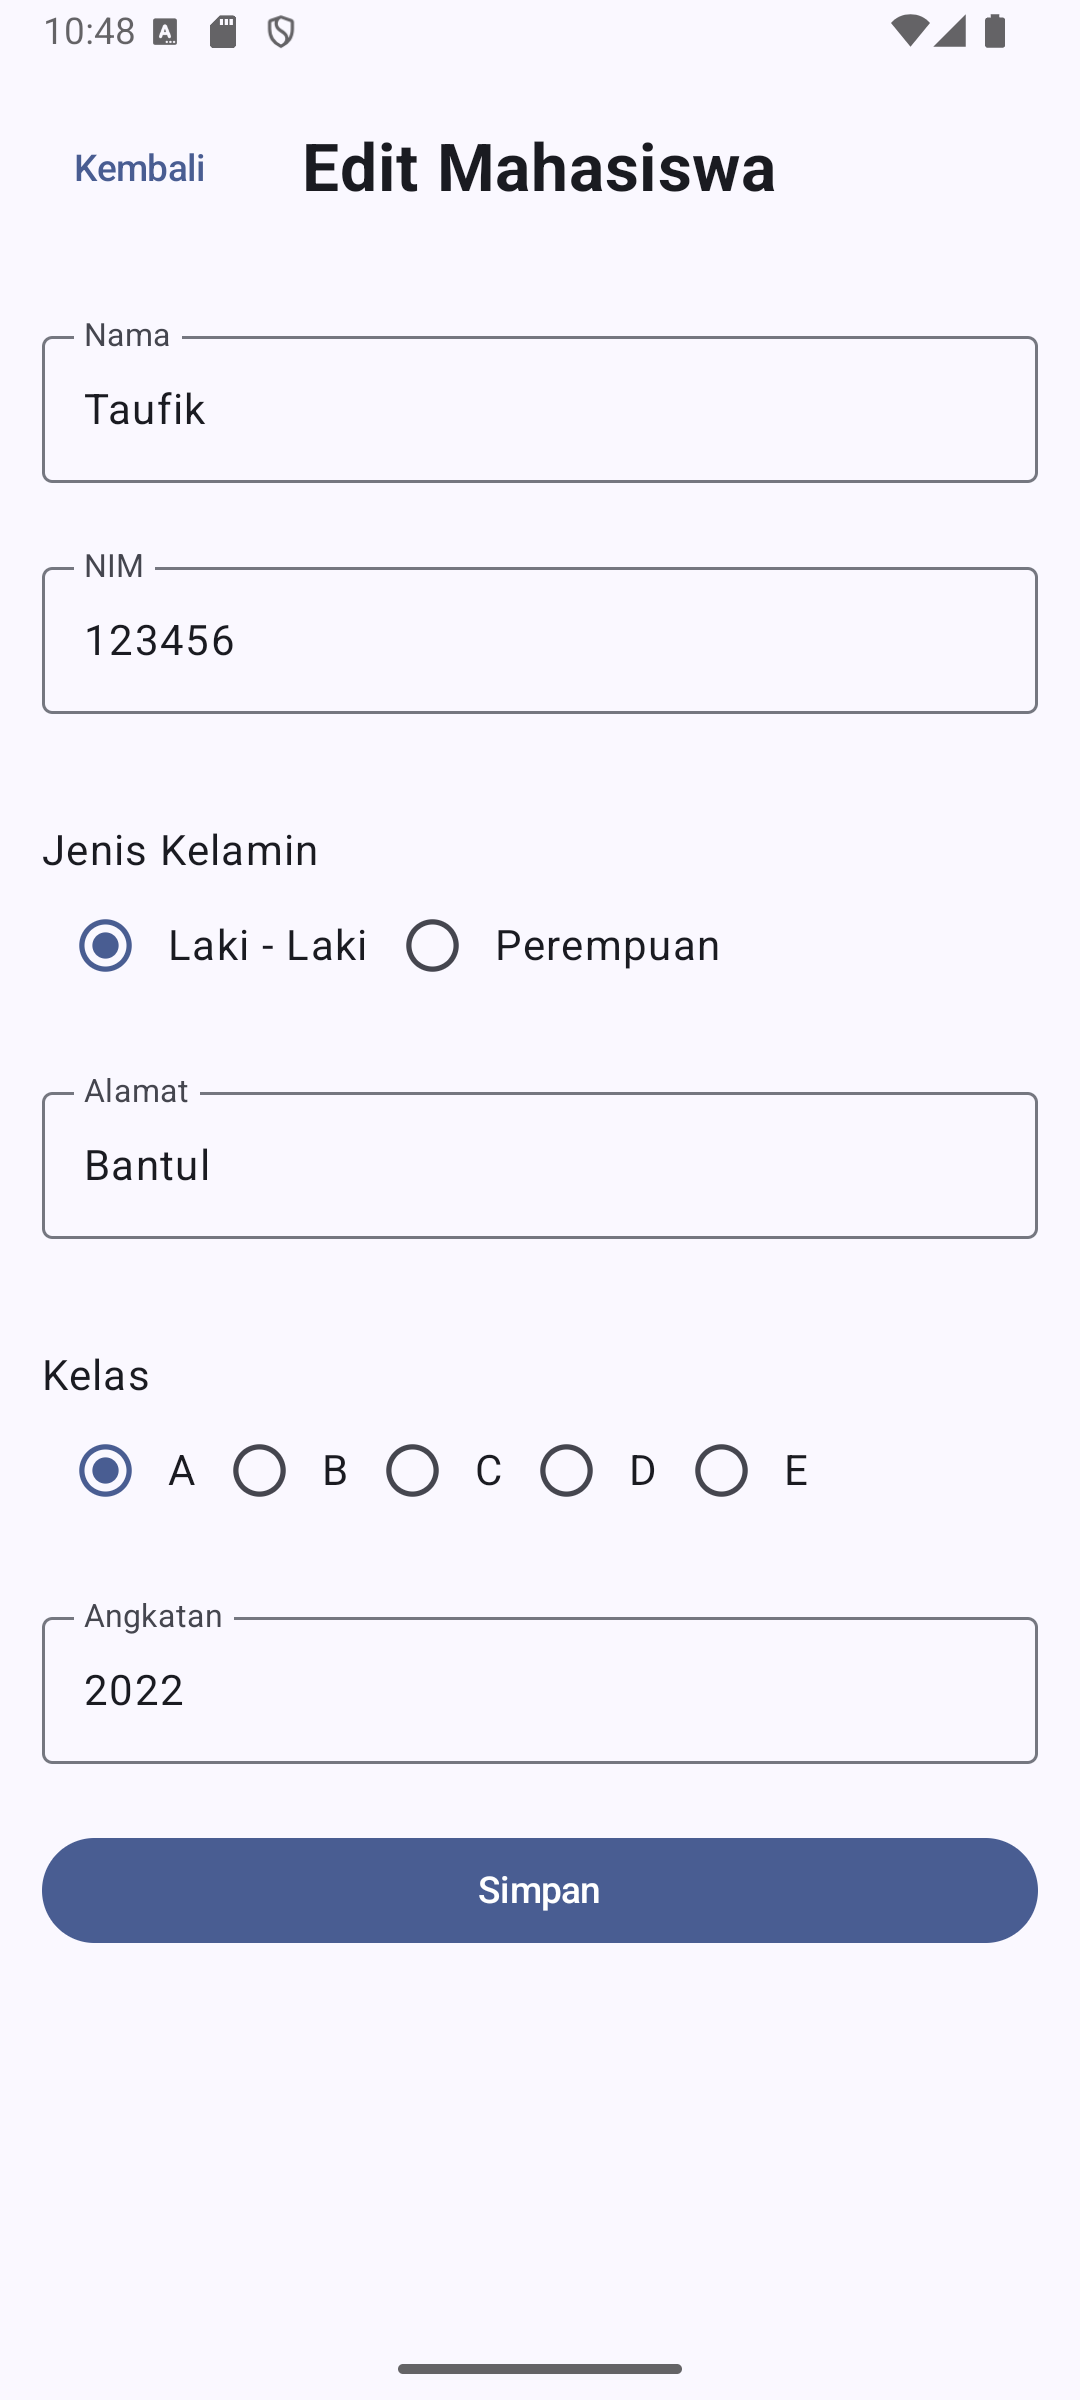 10:48
Kembali
Edit Mahasiswa
Nama
Taufik
NIM
123456
Jenis Kelamin
Laki - Laki
Perempuan
Alamat
Bantul
Kelas
A B C D E
Angkatan
2022
Simpan